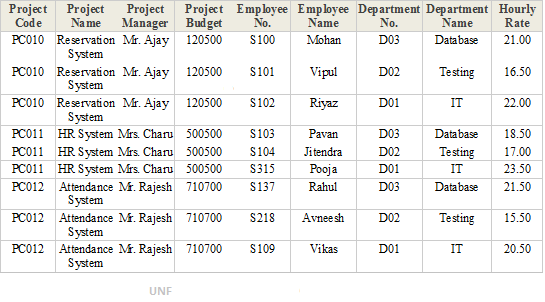 Project Code Project Name Project Manager Project Budget Employee No. Employee Name Department No. Department Name Hourly Rate
PC010 Reservation System Mr. Ajay 120500 S100 Mohan D03 Database 21.00
PC010 Reservation System Mr. Ajay 120500 S101 Vipul D02 Testing 16.50
PC010 Reservation System Mr. Ajay 120500 S102 Riyaz D01 IT 22.00
PC011 HR System Mrs. Charu 500500 S103 Pavan D03 Database 18.50
PC011 HR System Mrs. Charu 500500 S104 Jitendra D02 Testing 17.00
PC011 HR System Mrs. Charu 500500 S315 Pooja D01 IT 23.50
PC012 Attendance System Mr. Rajesh 710700 S137 Rahul D03 Database 21.50
PC012 Attendance System Mr. Rajesh 710700 S218 Avneesh D02 Testing 15.50
PC012 Attendance System Mr. Rajesh 710700 S109 Vikas D01 IT 20.50
UNF